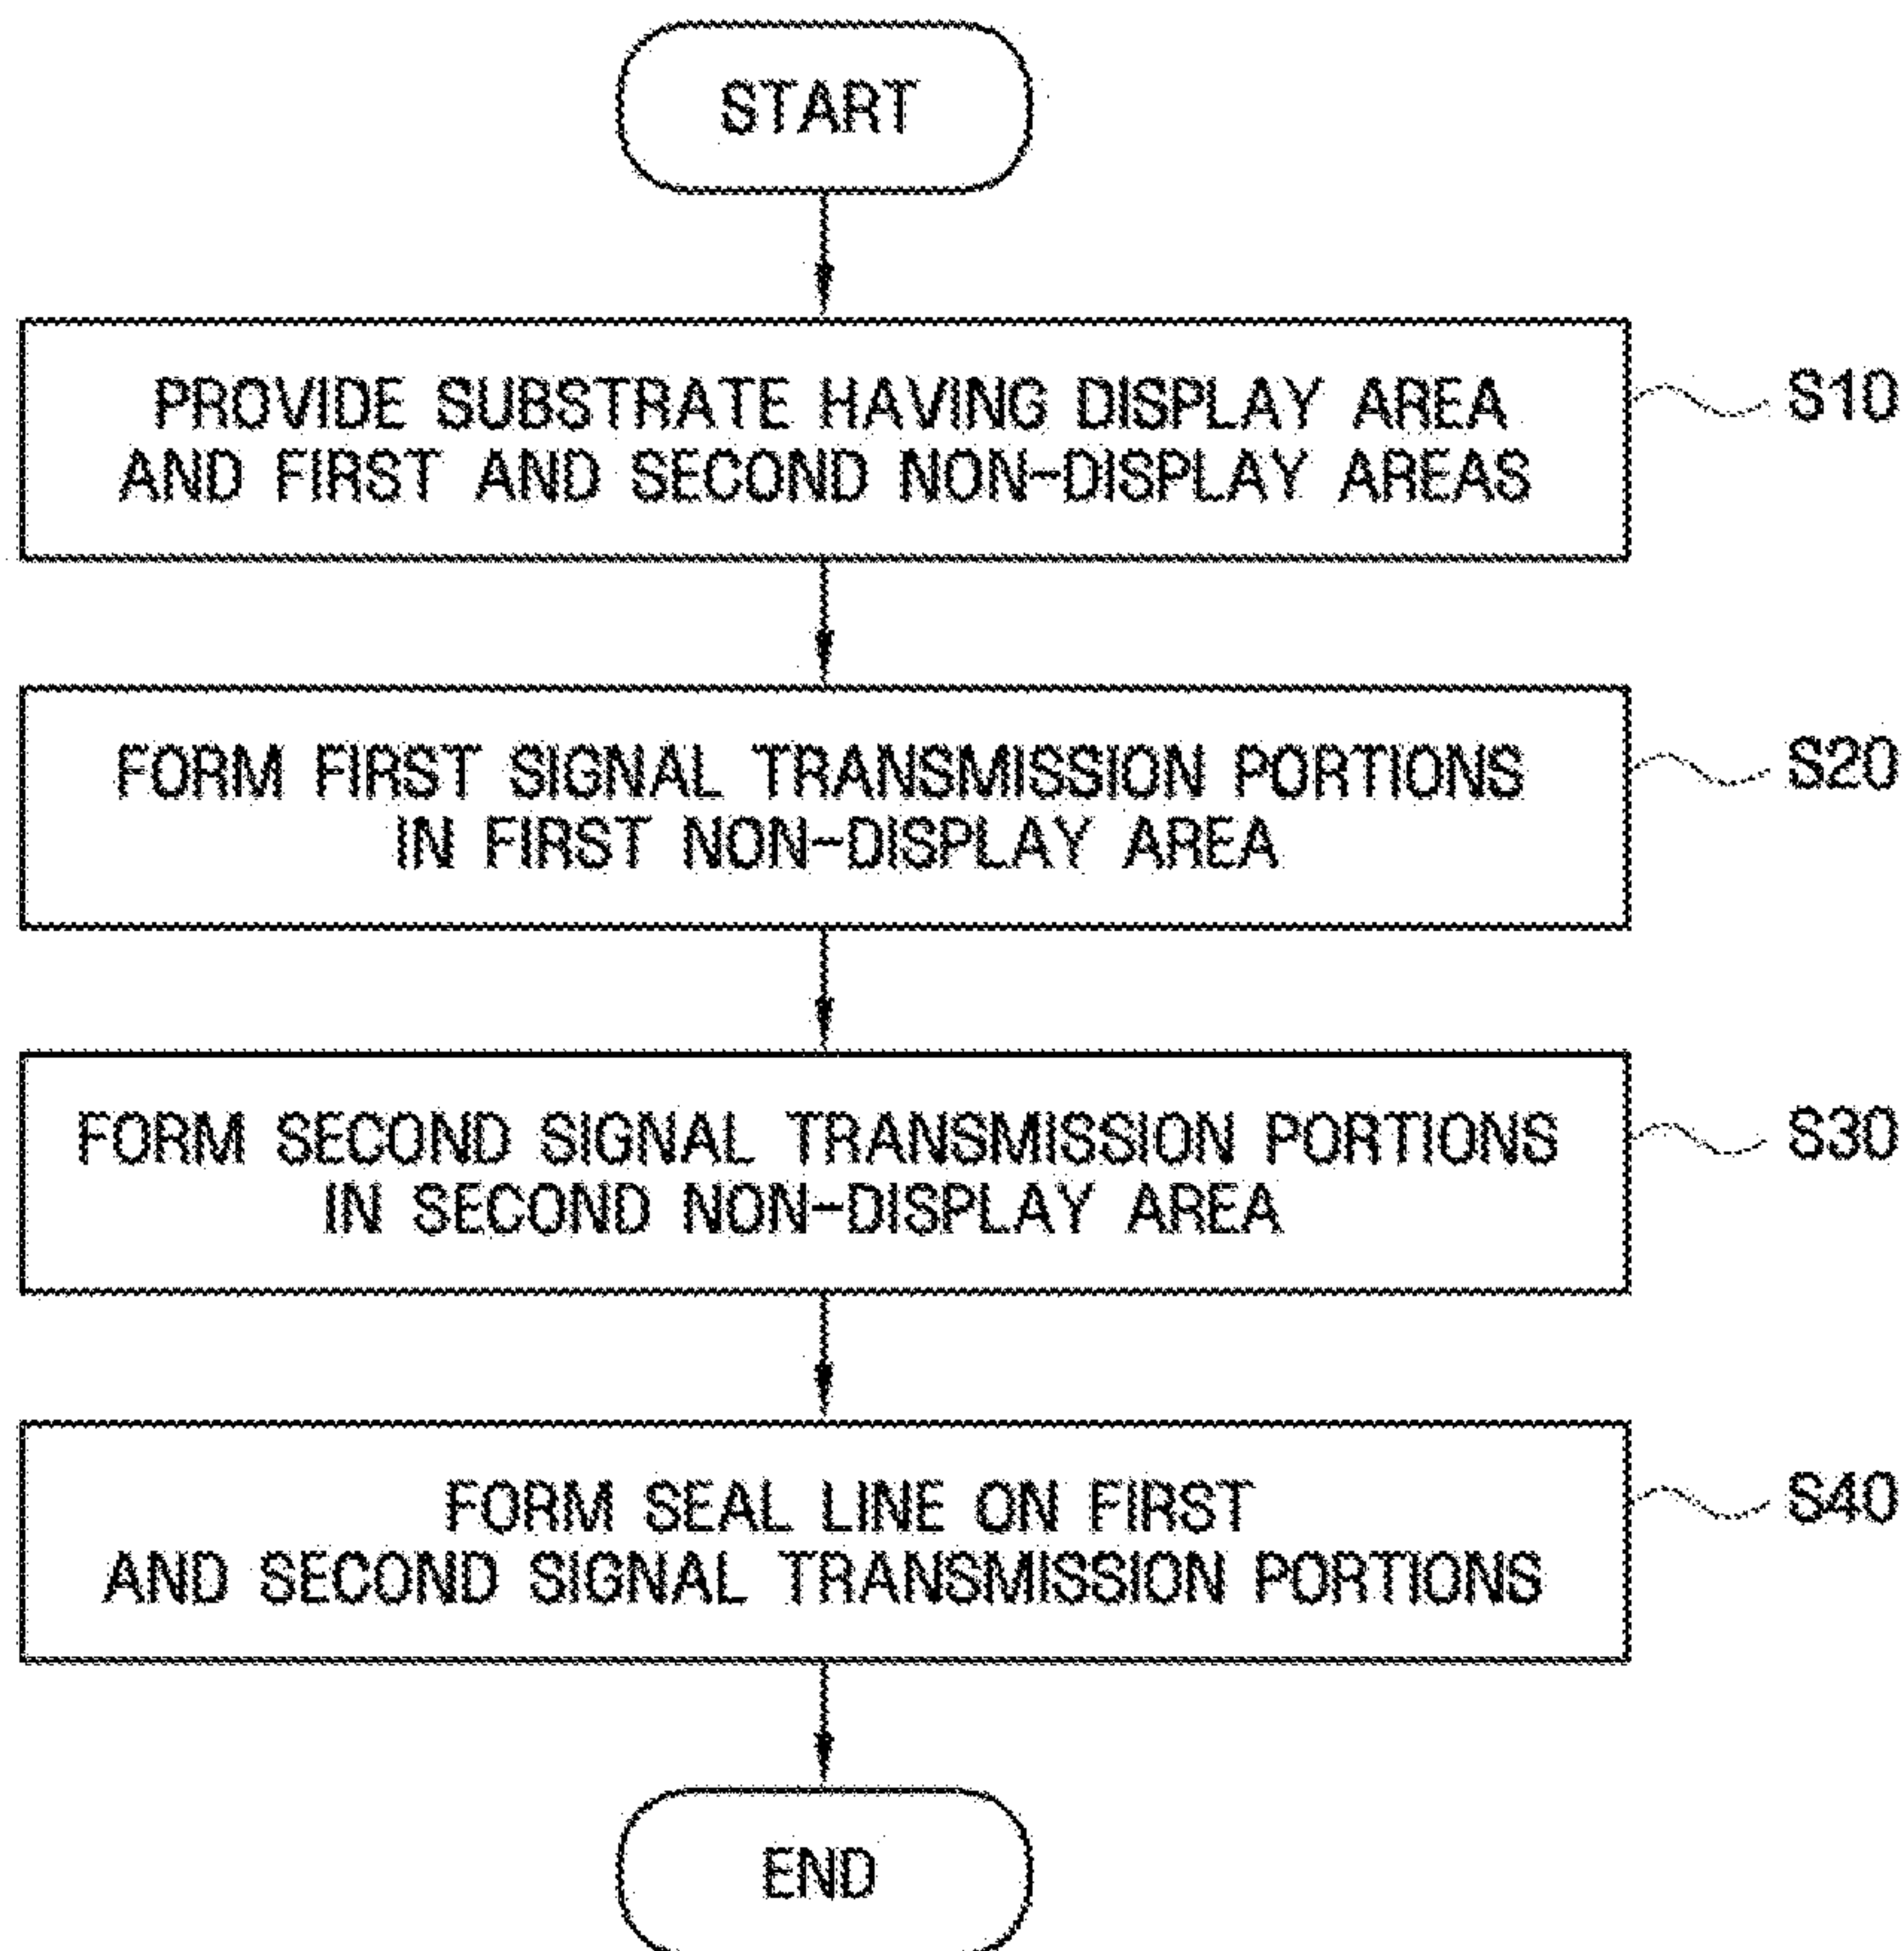 START
PROVIDE SUBSTRATE HAVING DISPLAY AREA
AND FIRST AND SECOND NON-DISPLAY AREAS
S10
FORM FIRST SIGNAL TRANSMISSION PORTIONS
IN FIRST NON-DISPLAY AREA
S20
FORM SECOND SIGNAL TRANSMISSION PORTIONS
IN SECOND NON-DISPLAY AREA
S30
FORM SEAL LINE ON FIRST
AND SECOND SIGNAL TRANSMISSION PORTIONS
S40
END